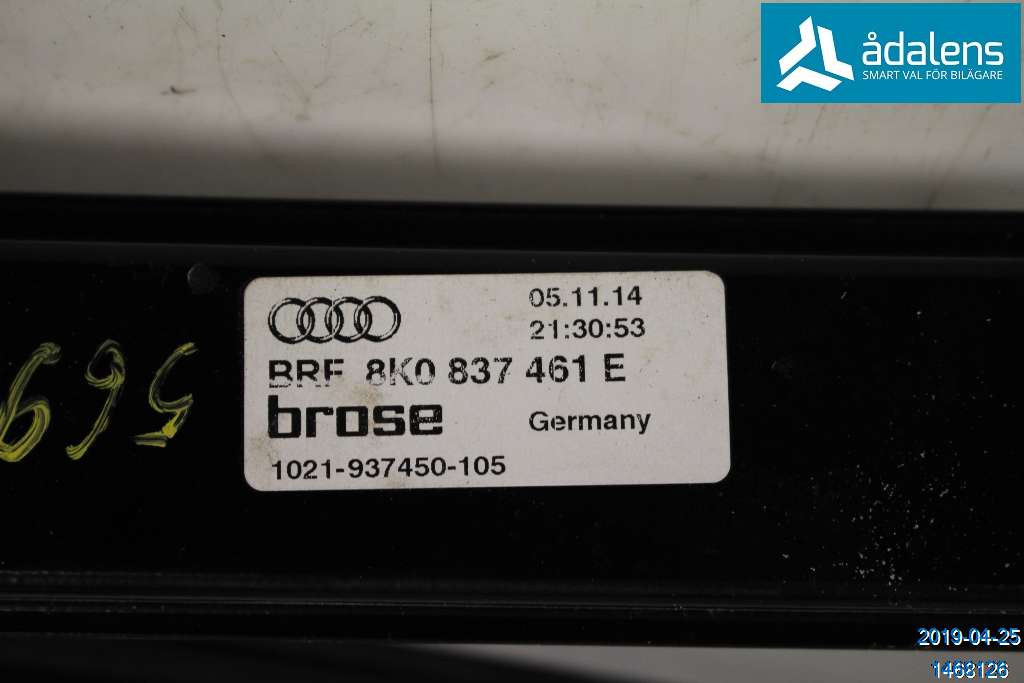 ådalens
SMART VAL FÖR BILÄGARE
05.11.14
21:30:53
BRF 8K0 837 461 E
brose
Germany
1021-937450-105
569
2019-04-25
1468126